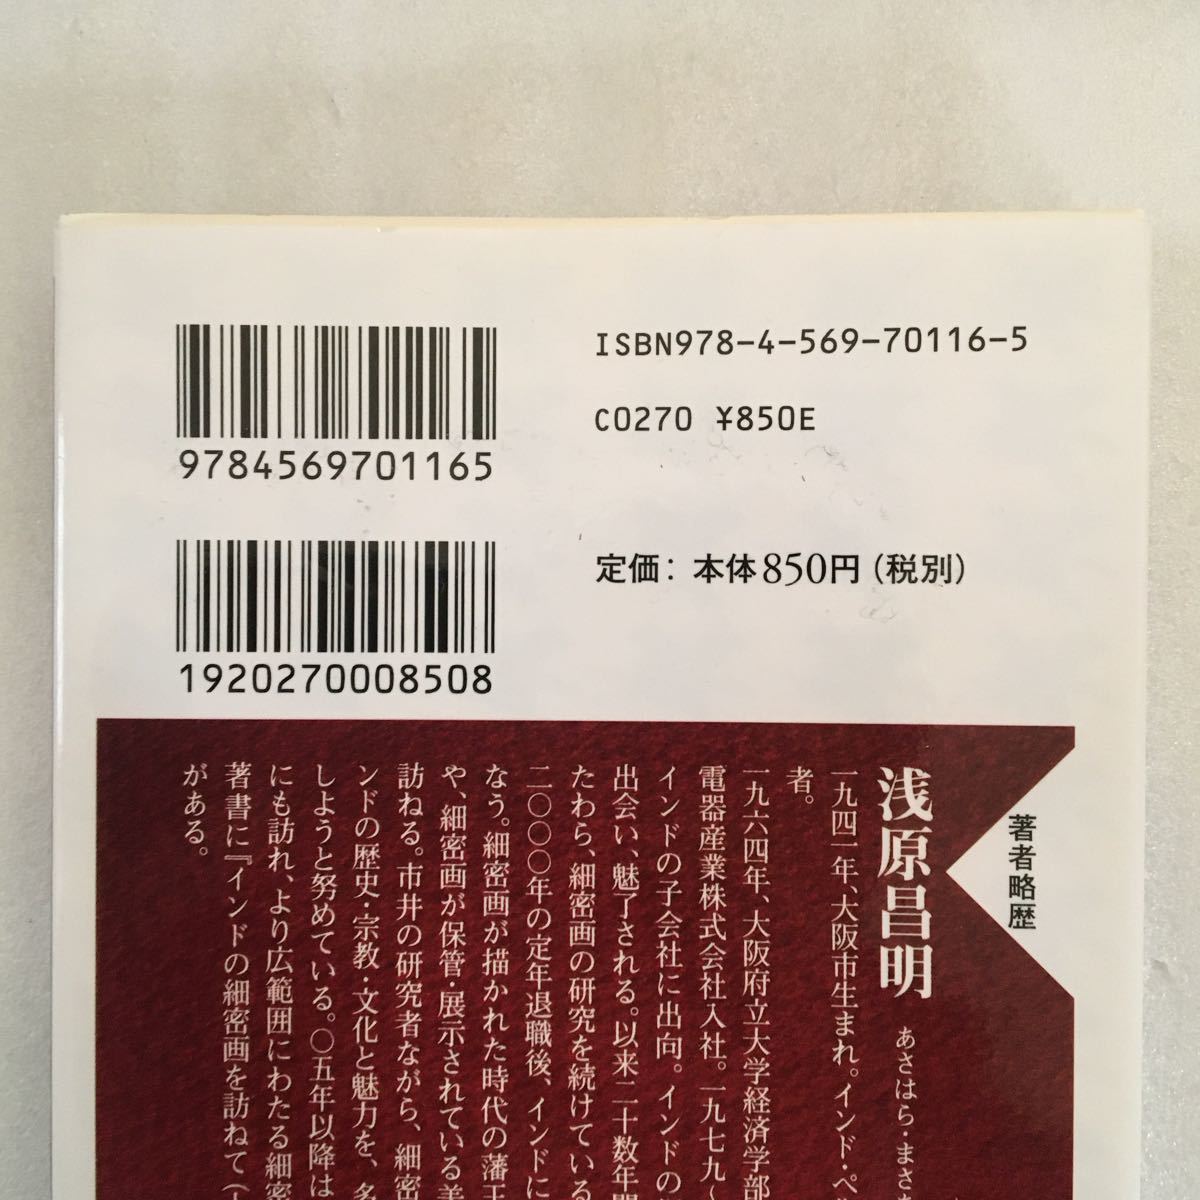 ISBN978-4-569-70116-5
C0270 ¥850E
9784569701165
定価：本体850円（税別）
1920270008508
著者略歴
浅原昌明 あさはら・まさあ
一九四一年、大阪市生まれ。インド・ペル
者。
一九六四年、大阪府立大学経済学部
電器産業株式会社入社。一九七九〜
インドの子会社に出向。インドの
出会い、魅了される。以来二十数年間
たわら、細密画の研究を続けている
二〇〇〇年の定年退職後、インドに
なう。細密画が描かれた時代の藩王
や、細密画が保管・展示されている美
訪ねる。市井の研究者ながら、細密
ンドの歴史・宗教・文化と魅力を、多
しようと努めている。〇五年以降は
にも訪れ、より広範囲にわたる細密
著書に『インドの細密画を訪ねて（
がある。